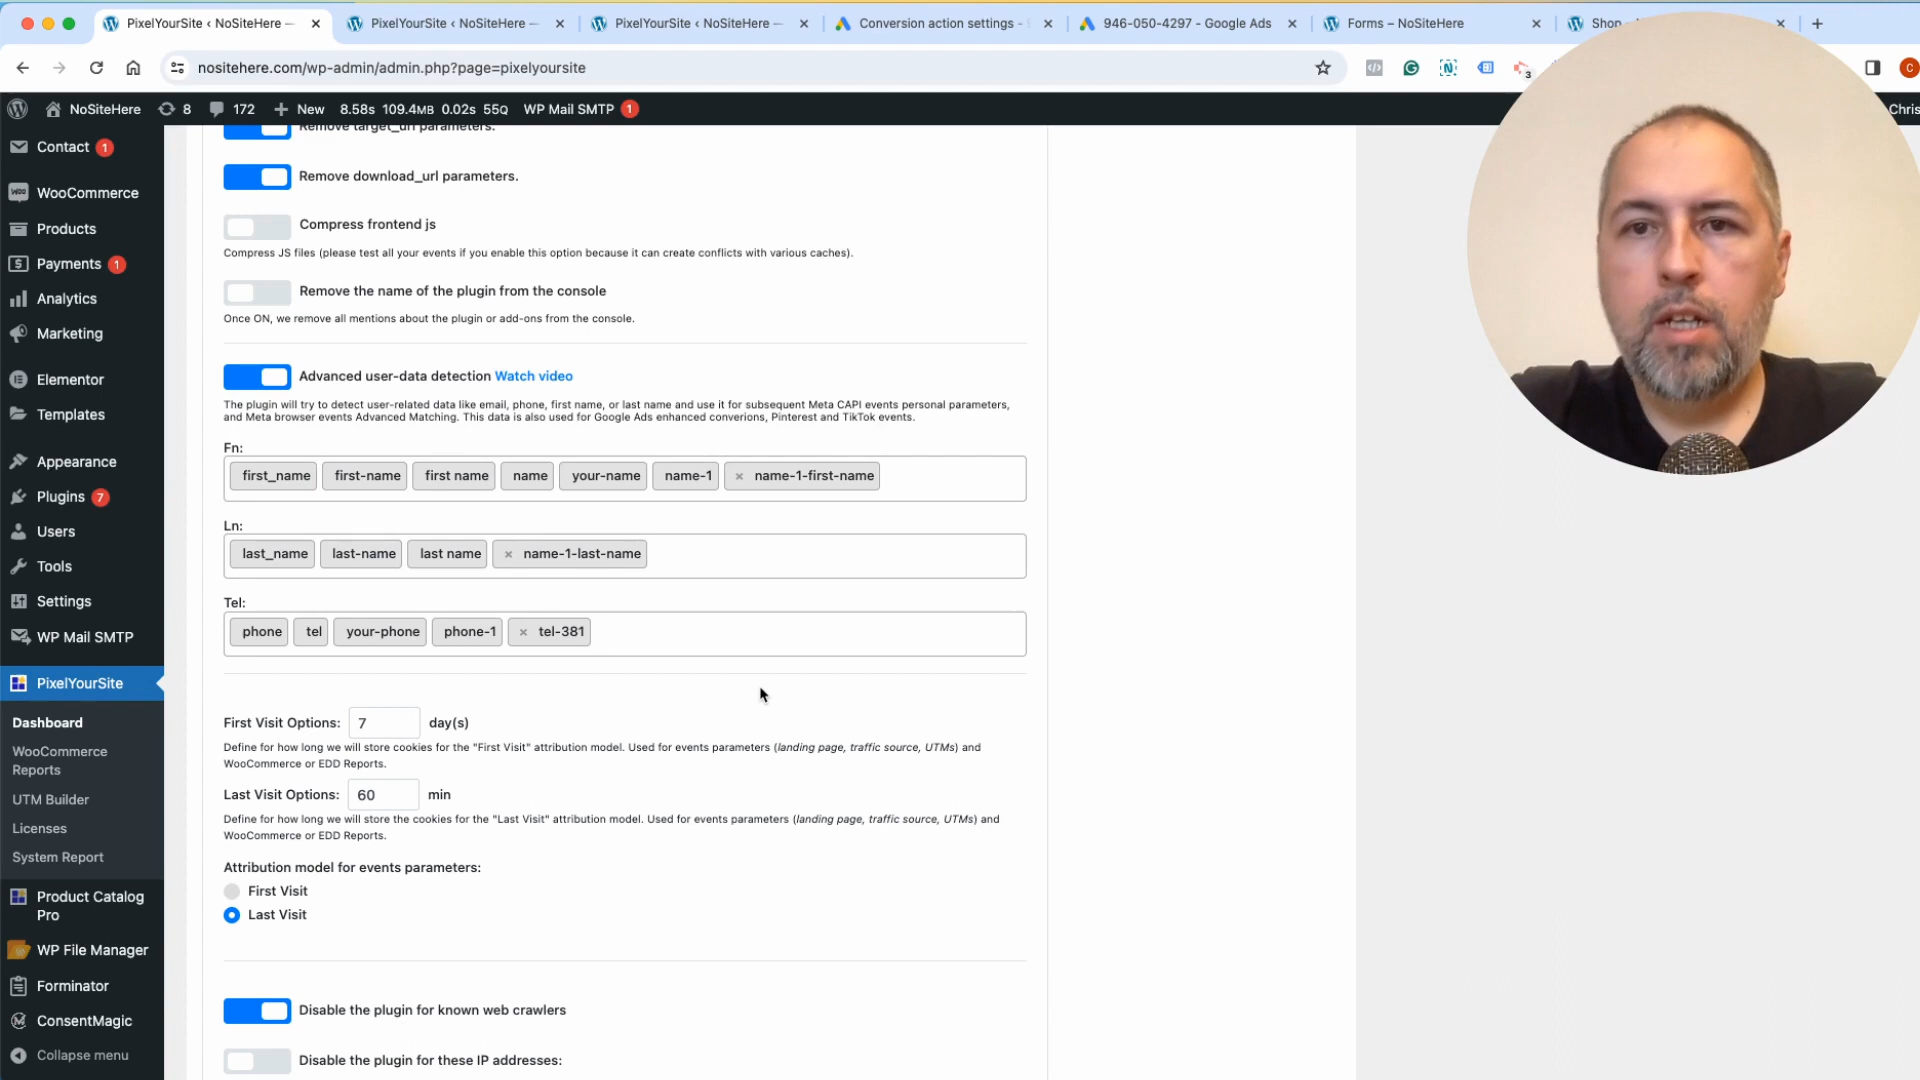 PixelYourSite ‹ NoSiteHere —
PixelYourSite ‹ NoSiteHere —
PixelYourSite ‹ NoSiteHere —
Conversion action settings -
946-050-4297 - Google Ads
Forms – NoSiteHere
Shop
nositehere.com/wp-admin/admin.php?page=pixelyoursite
3
C
NoSiteHere 8 172 New 8.58s 109.4MB 0.02s 55Q WP Mail SMTP 1
Chris
Contact 1
WooCommerce
Products
Payments 1
Analytics
Marketing
Elementor
Templates
Appearance
Plugins 7
Users
Tools
Settings
WP Mail SMTP
PixelYourSite
Dashboard
WooCommerce
Reports
UTM Builder
Licenses
System Report
Product Catalog
Pro
WP File Manager
Forminator
ConsentMagic
Collapse menu
Remove target_url parameters.
Remove download_url parameters.
Compress frontend js
Compress JS files (please test all your events if you enable this option because it can create conflicts with various caches).
Remove the name of the plugin from the console
Once ON, we remove all mentions about the plugin or add-ons from the console.
Advanced user-data detection Watch video
The plugin will try to detect user-related data like email, phone, first name, or last name and use it for subsequent Meta CAPI events personal parameters,
and Meta browser events Advanced Matching. This data is also used for Google Ads enhanced converions, Pinterest and TikTok events.
Fn:
first_name first-name first name name your-name name-1 × name-1-first-name
Ln:
last_name last-name last name × name-1-last-name
Tel:
phone tel your-phone phone-1 × tel-381
First Visit Options: 7 day(s)
Define for how long we will store cookies for the "First Visit" attribution model. Used for events parameters (landing page, traffic source, UTMs) and
WooCommerce or EDD Reports.
Last Visit Options: 60 min
Define for how long we will store the cookies for the "Last Visit" attribution model. Used for events parameters (landing page, traffic source, UTMs) and
WooCommerce or EDD Reports.
Attribution model for events parameters:
First Visit
Last Visit
Disable the plugin for known web crawlers
Disable the plugin for these IP addresses: